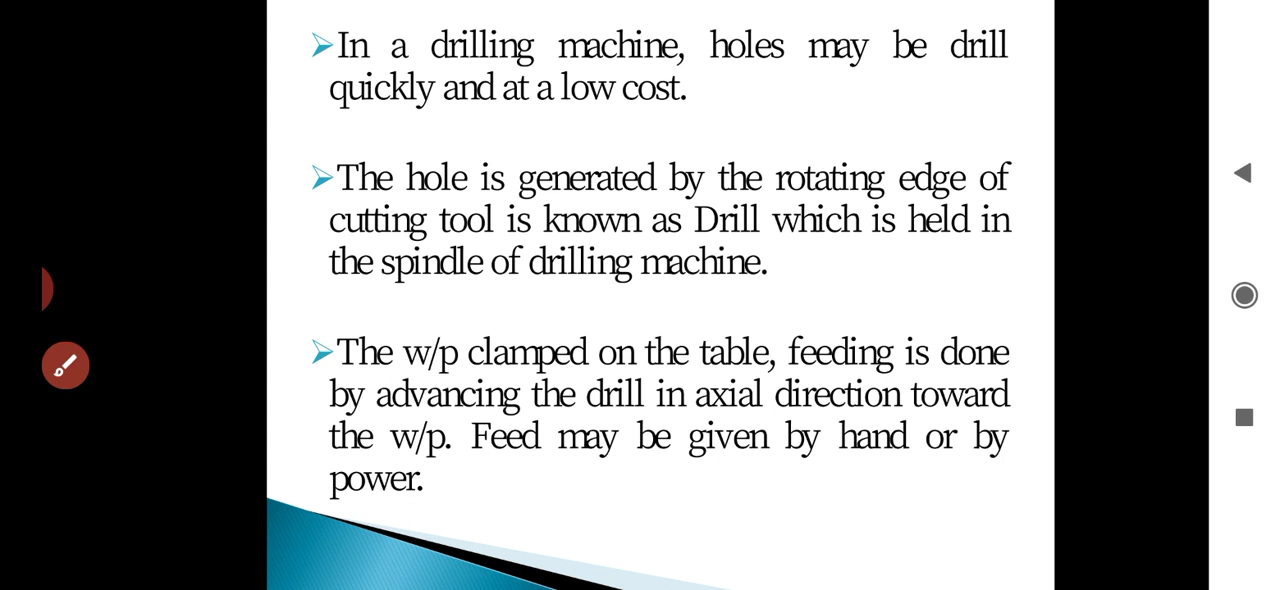 ➢In a drilling machine, holes may be drill
quickly and at a low cost.
➢The hole is generated by the rotating edge of
cutting tool is known as Drill which is held in
the spindle of drilling machine.
➢The w/p clamped on the table, feeding is done
by advancing the drill in axial direction toward
the w/p. Feed may be given by hand or by
power.